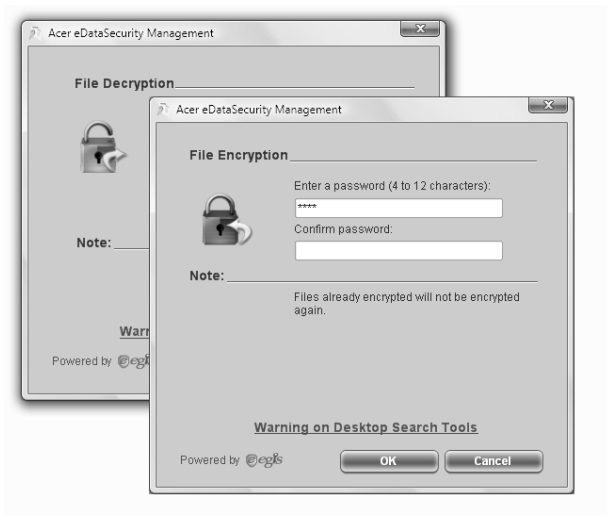 Acer eDataSecurity Management
File Decryption
Note:
Powered by egis
Acer eDataSecurity Management
File Encryption
Enter a password (4 to 12 characters):
****
Confirm password:
Note:
Files already encrypted will not be encrypted
again.
Warning on Desktop Search Tools
Powered by egis
OK
Cancel